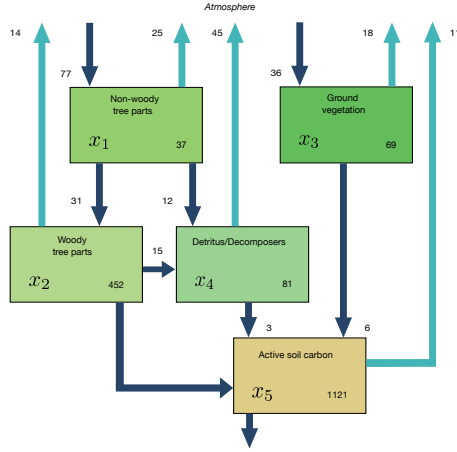 Atmosphere
14
25
45
18
77
36
Non-woody
tree parts
x₁
37
Ground
vegetation
x₃
69
31
12
Woody
tree parts
x₂
452
15
Detritus/Decomposers
x₄
81
3
6
Active soil carbon
x₅
1121